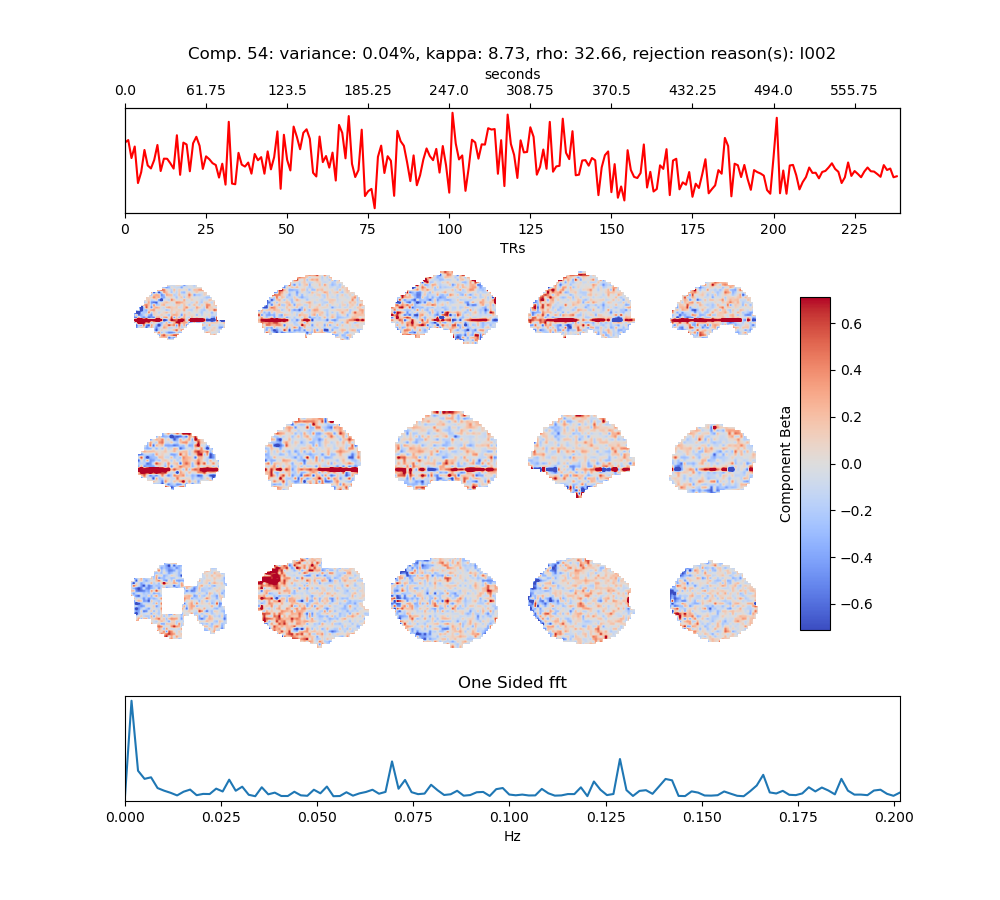 Comp. 54: variance: 0.04%, kappa: 8.73, rho: 32.66, rejection reason(s): I002
seconds
0.0 61.75 123.5 185.25 247.0 308.75 370.5 432.25 494.0 555.75
0 25 50 75 100 125 150 175 200 225
TRs
0.6
0.4
0.2
0.0
−0.2
−0.4
−0.6
Component Beta
One Sided fft
0.000 0.025 0.050 0.075 0.100 0.125 0.150 0.175 0.200
Hz